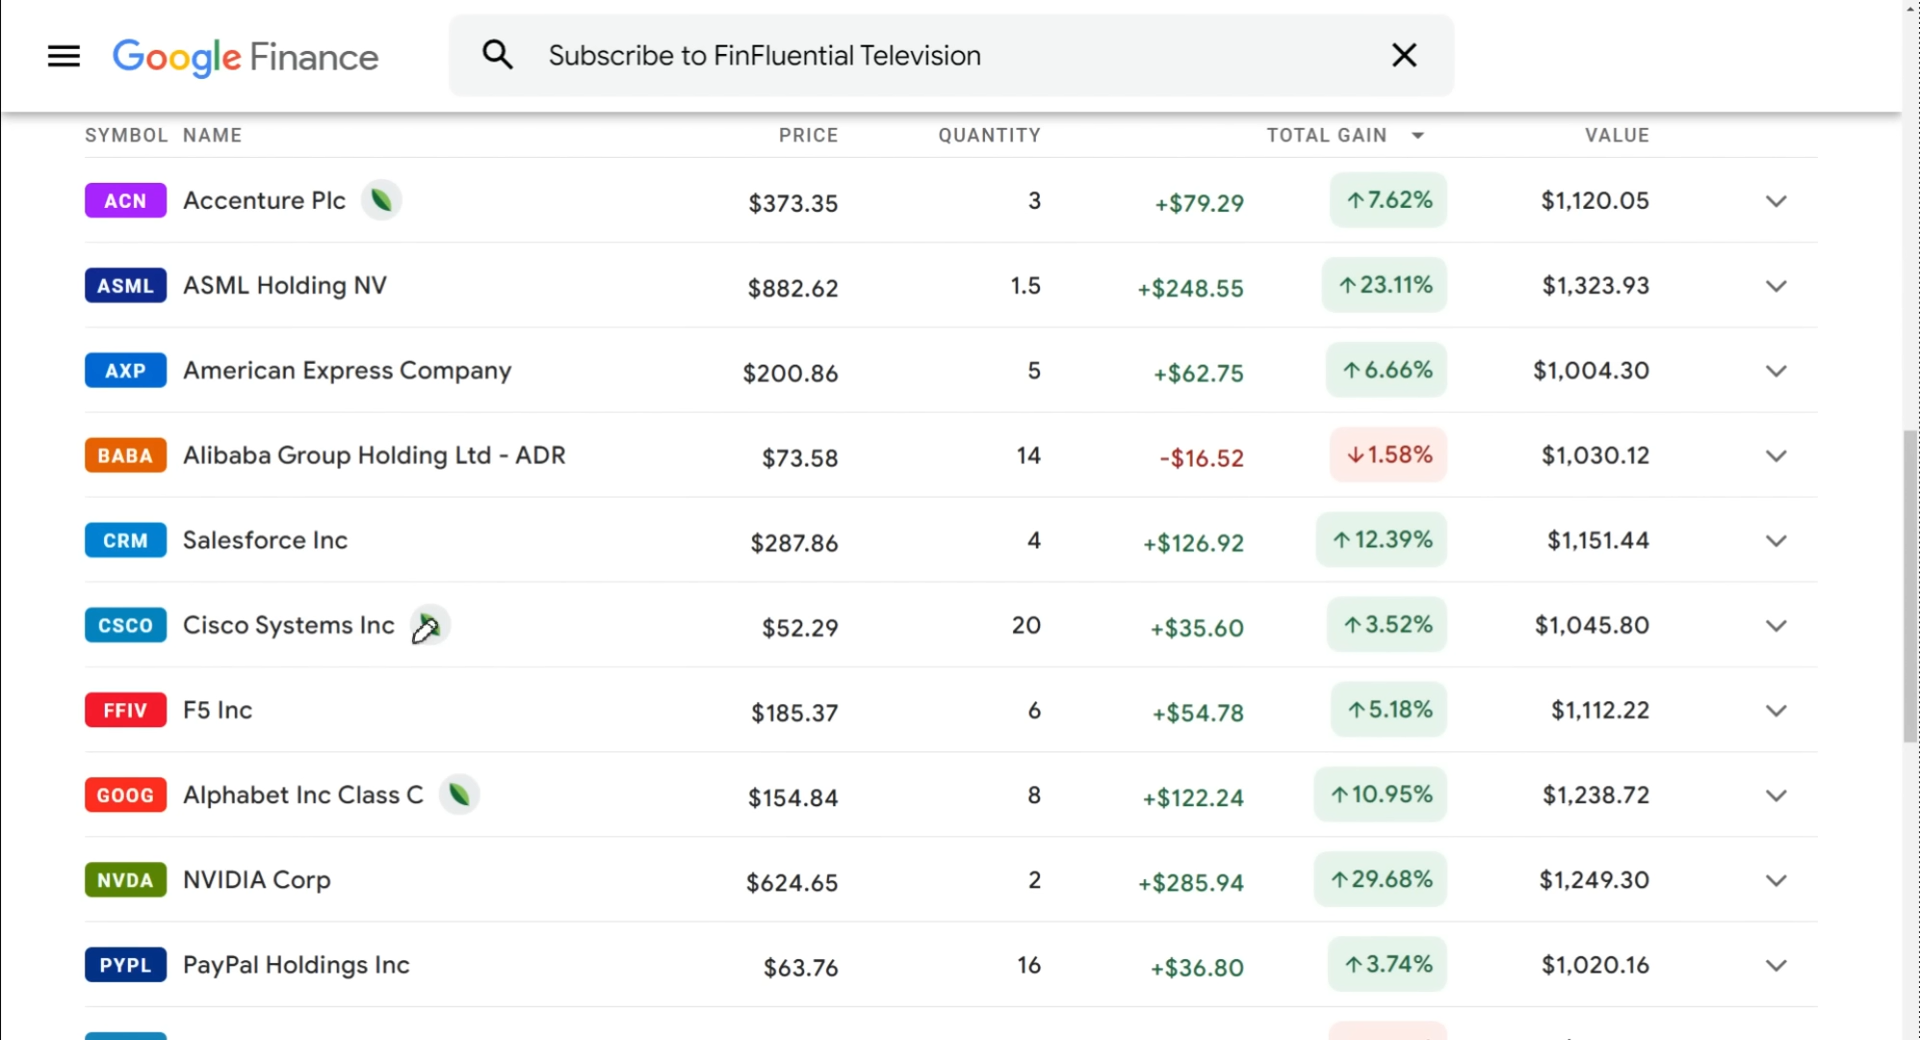 Google Finance Subscribe to FinFluential Television
SYMBOL NAME PRICE QUANTITY TOTAL GAIN VALUE
ACN Accenture Plc $373.35 3 +$79.29 ↑7.62% $1,120.05
ASML ASML Holding NV $882.62 1.5 +$248.55 ↑23.11% $1,323.93
AXP American Express Company $200.86 5 +$62.75 ↑6.66% $1,004.30
BABA Alibaba Group Holding Ltd - ADR $73.58 14 -$16.52 ↓1.58% $1,030.12
CRM Salesforce Inc $287.86 4 +$126.92 ↑12.39% $1,151.44
CSCO Cisco Systems Inc $52.29 20 +$35.60 ↑3.52% $1,045.80
FFIV F5 Inc $185.37 6 +$54.78 ↑5.18% $1,112.22
GOOG Alphabet Inc Class C $154.84 8 +$122.24 ↑10.95% $1,238.72
NVDA NVIDIA Corp $624.65 2 +$285.94 ↑29.68% $1,249.30
PYPL PayPal Holdings Inc $63.76 16 +$36.80 ↑3.74% $1,020.16